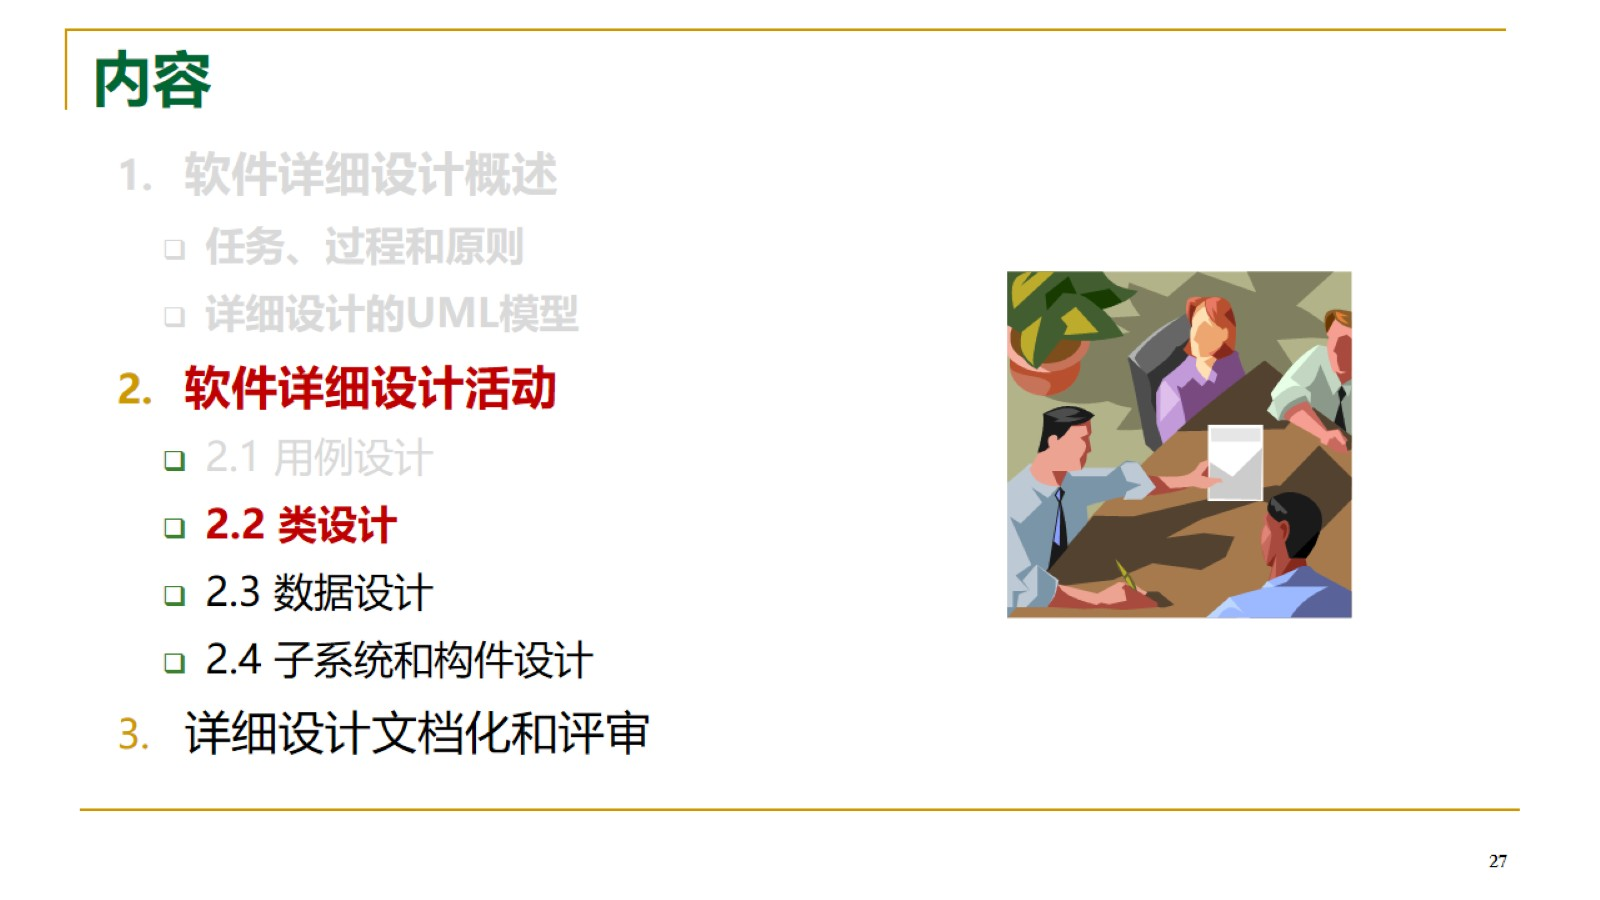 内容
1. 软件详细设计概述
❑ 任务、过程和原则
❑ 详细设计的UML模型
2. 软件详细设计活动
❑ 2.1 用例设计
❑ 2.2 类设计
❑ 2.3 数据设计
❑ 2.4 子系统和构件设计
3. 详细设计文档化和评审
27